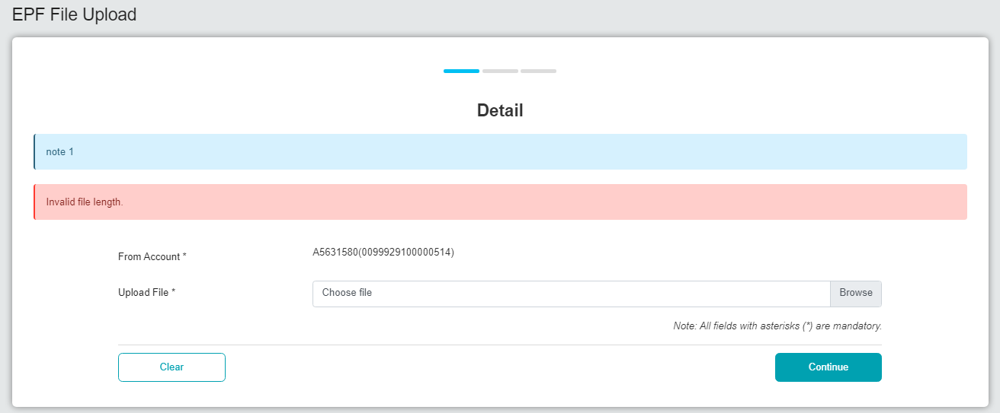 EPF File Upload
Detail
note 1
Invalid file length.
From Account *
A5631580(0099929100000514)
Upload File *
Choose file
Browse
Note: All fields with asterisks (*) are mandatory.
Clear
Continue